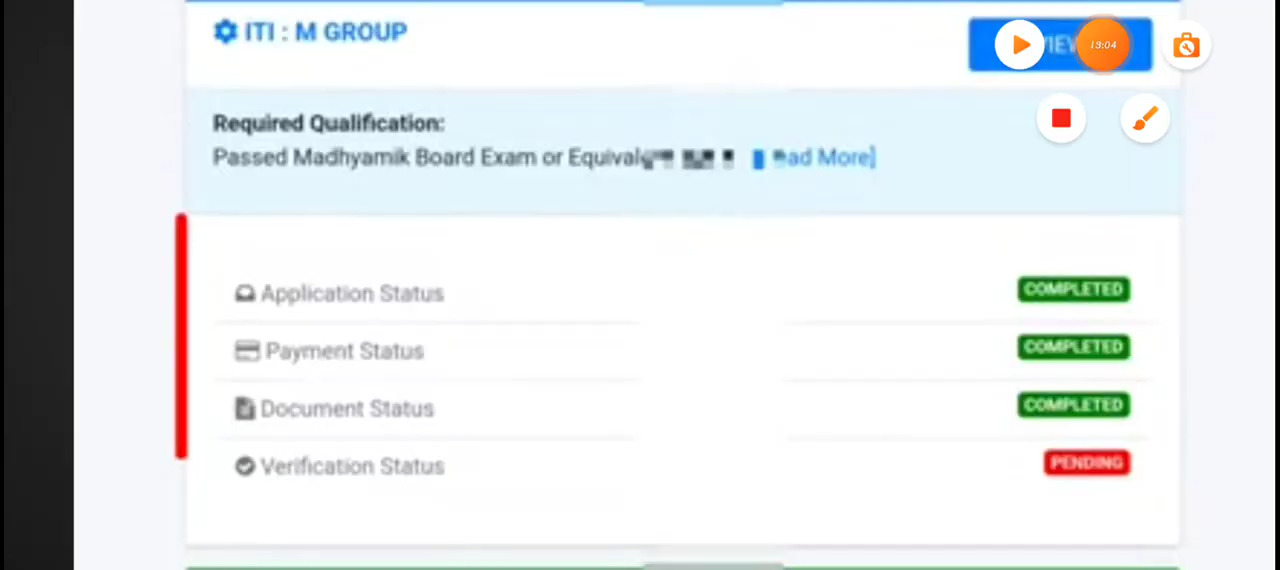 ITI : M GROUP
13:04
Required Qualification:
Passed Madhyamik Board Exam or
Application Status COMPLETED
Payment Status COMPLETED
Document Status COMPLETED
Verification Status PENDING